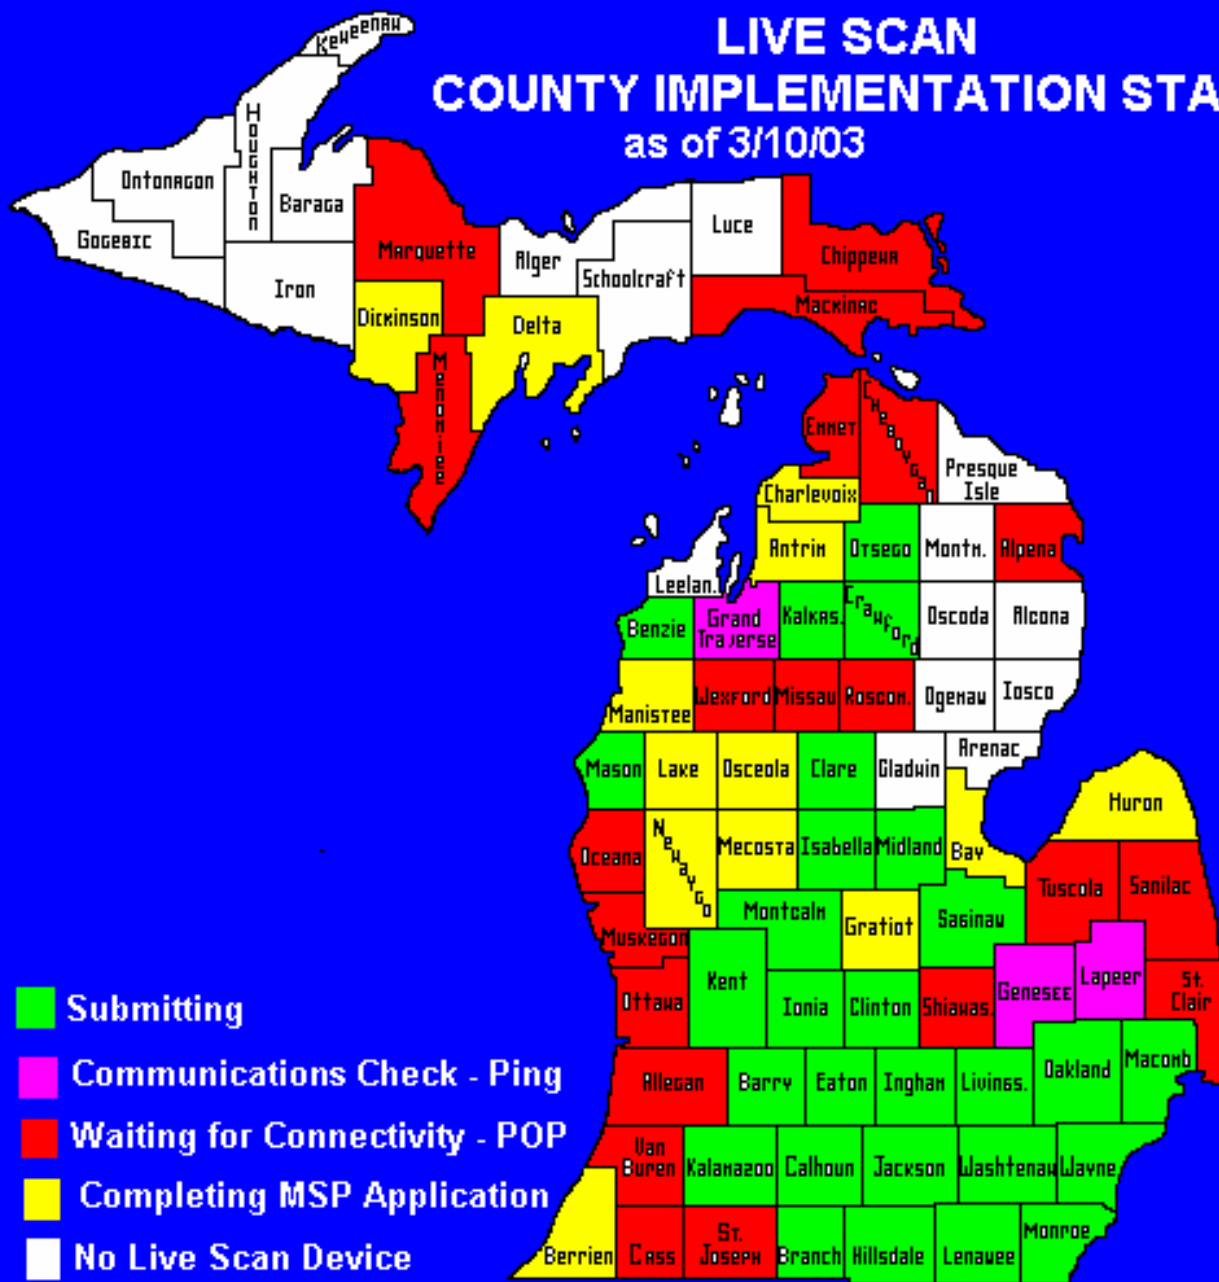 LIVE SCAN
COUNTY IMPLEMENTATION STA
as of 3/10/03
Keweenaw
Houghton
Ontonagon
Baraga
Gogebic
Iron
Marquette
Alger
Schoolcraft
Luce
Chippewa
Mackinac
Dickinson
Delta
Menomiee
Emmet
Cheboygan
Presque
Isle
Charlevoix
Antrim
Otsego
Montm.
Alpena
Leelan.
Benzie
Grand
Traverse
Kalkas.
Crawford
Oscoda
Alcona
Manistee
Wexford
Missau
Roscom.
Ogemaw
Iosco
Mason
Lake
Osceola
Clare
Gladwin
Arenac
Huron
Oceana
Newaygo
Mecosta
Isabella
Midland
Bay
Tuscola
Sanilac
Muskegon
Montcalm
Gratiot
Saginaw
Ottawa
Kent
Ionia
Clinton
Shiawas.
Genesee
Lapeer
St.
Clair
Allegan
Barry
Eaton
Ingham
Livings.
Oakland
Macomb
Van
Buren
Kalamazoo
Calhoun
Jackson
Washtenaw
Wayne
Berrien
Cass
St.
Joseph
Branch
Hillsdale
Lenawee
Monroe
Submitting
Communications Check - Ping
Waiting for Connectivity - POP
Completing MSP Application
No Live Scan Device